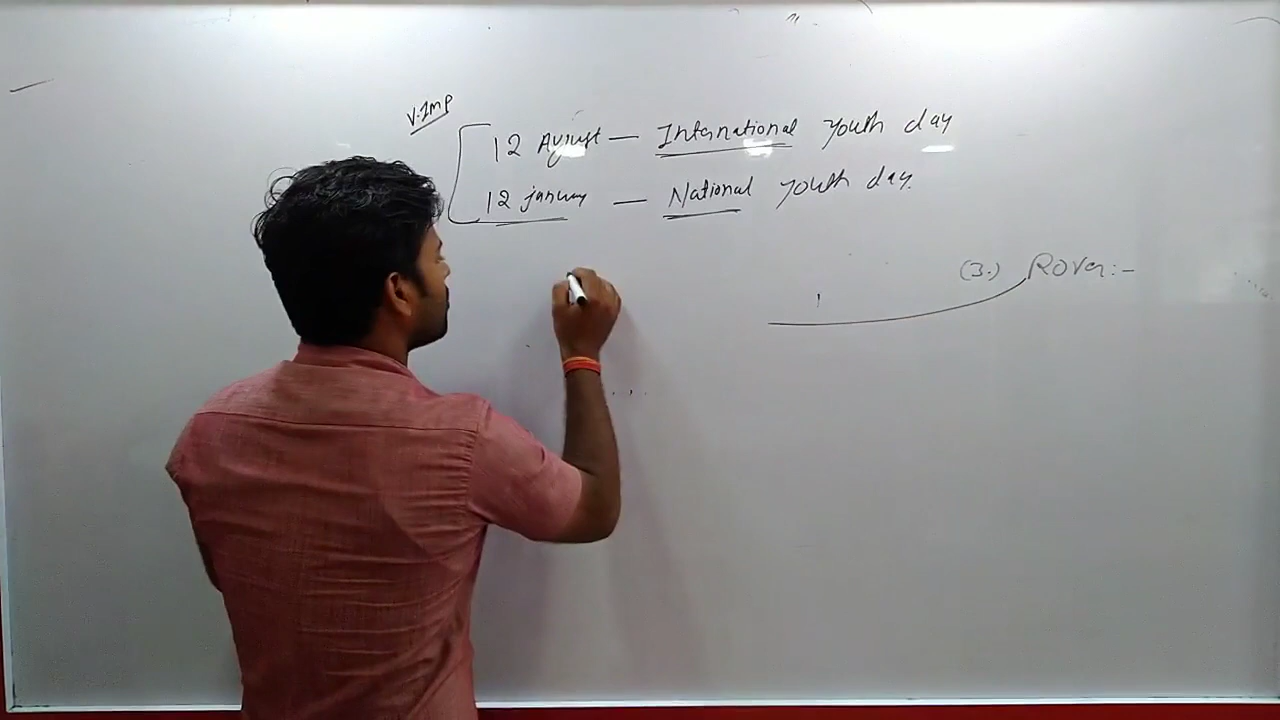 V.Imp
12 August — International youth day
12 january — National youth day.
(3.) Rover:-